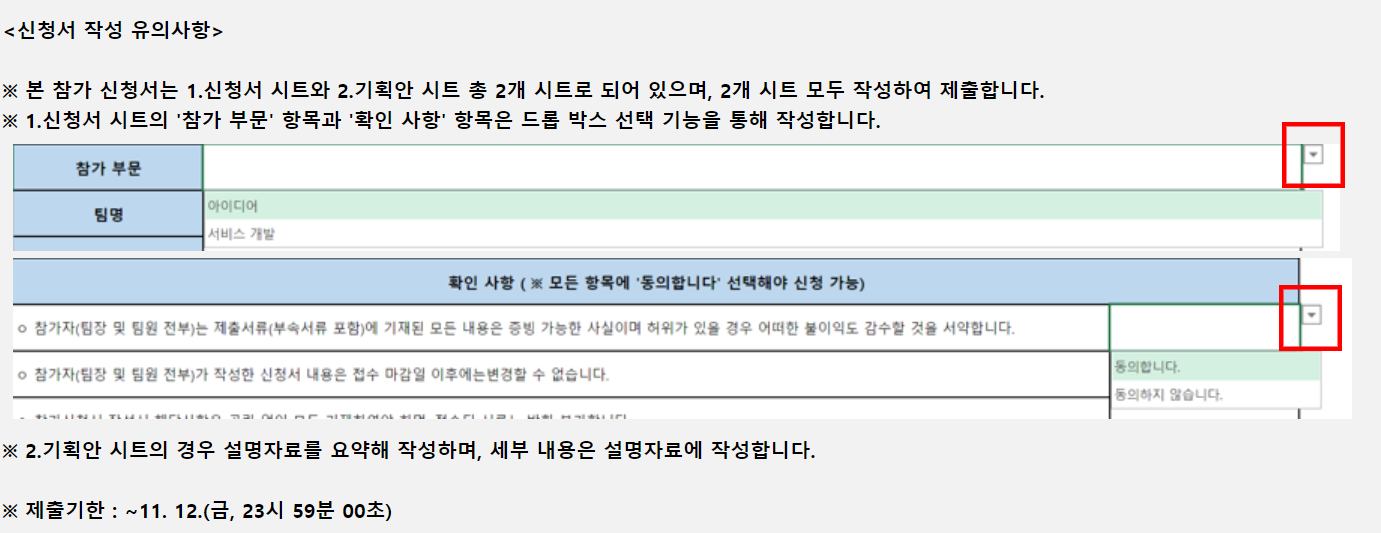 <신청서 작성 유의사항>
※ 본 참가 신청서는 1.신청서 시트와 2.기획안 시트 총 2개 시트로 되어 있으며, 2개 시트 모두 작성하여 제출합니다.
※ 1.신청서 시트의 '참가 부문' 항목과 '확인 사항' 항목은 드롭 박스 선택 기능을 통해 작성합니다.
참가 부문
팀명
아이디어
서비스 개발
확인 사항 ( ※ 모든 항목에 '동의합니다' 선택해야 신청 가능)
ㅇ 참가자(팀장 및 팀원 전부)는 제출서류(부속서류 포함)에 기재된 모든 내용은 증빙 가능한 사실이며 허위가 있을 경우 어떠한 불이익도 감수할 것을 서약합니다.
ㅇ 참가자(팀장 및 팀원 전부)가 작성한 신청서 내용은 접수 마감일 이후에는변경할 수 없습니다.
동의합니다.
동의하지 않습니다.
※ 2.기획안 시트의 경우 설명자료를 요약해 작성하며, 세부 내용은 설명자료에 작성합니다.
※ 제출기한 : ~11. 12.(금, 23시 59분 00초)